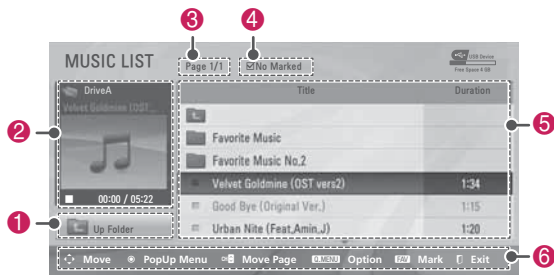 3 4
MUSIC LIST Page 1/1 No Marked USB Device
Free Space 4 GB
DriveA Title Duration
Velvet Goldmine (OST_
2 5
Favorite Music
Favorite Music No.2
Velvet Goldmine (OST vers2) 1:34
00:00 / 05:22 Good Bye (Original Ver.) 1:15
1 Up Folder Urban Nite (Feat.Amin.J) 1:20
Move PopUp Menu CH Move Page Q.MENU Option FAV Mark Exit 6